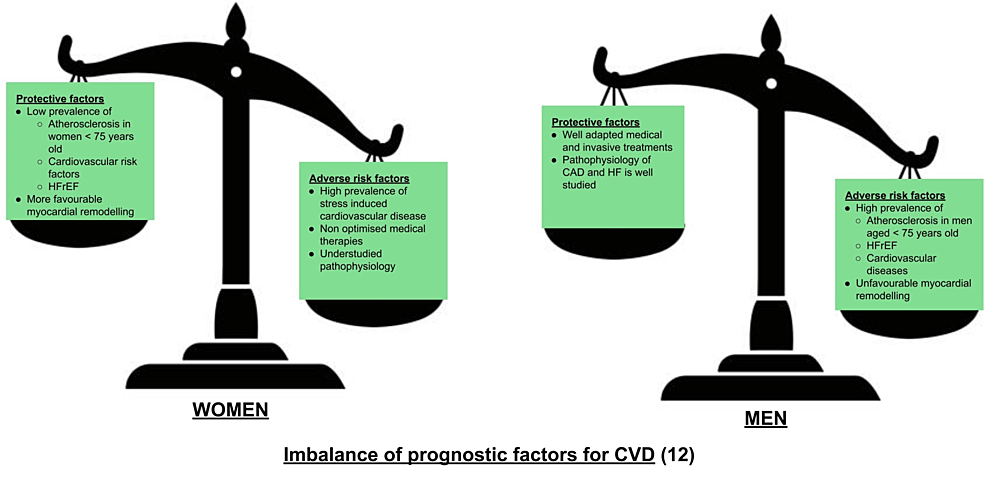 Protective factors
● Low prevalence of
○ Atherosclerosis in
women < 75 years
old
○ Cardiovascular risk
factors
○ HFrEF
● More favourable
myocardial remodelling
Adverse risk factors
● High prevalence of
stress induced
cardiovascular disease
● Non optimised medical
therapies
● Understudied
pathophysiology
WOMEN
Protective factors
● Well adapted medical
and invasive treatments
● Pathophysiology of
CAD and HF is well
studied
Adverse risk factors
● High prevalence of
○ Atherosclerosis in men
aged < 75 years old
○ HFrEF
○ Cardiovascular
diseases
● Unfavourable myocardial
remodelling
MEN
Imbalance of prognostic factors for CVD (12)